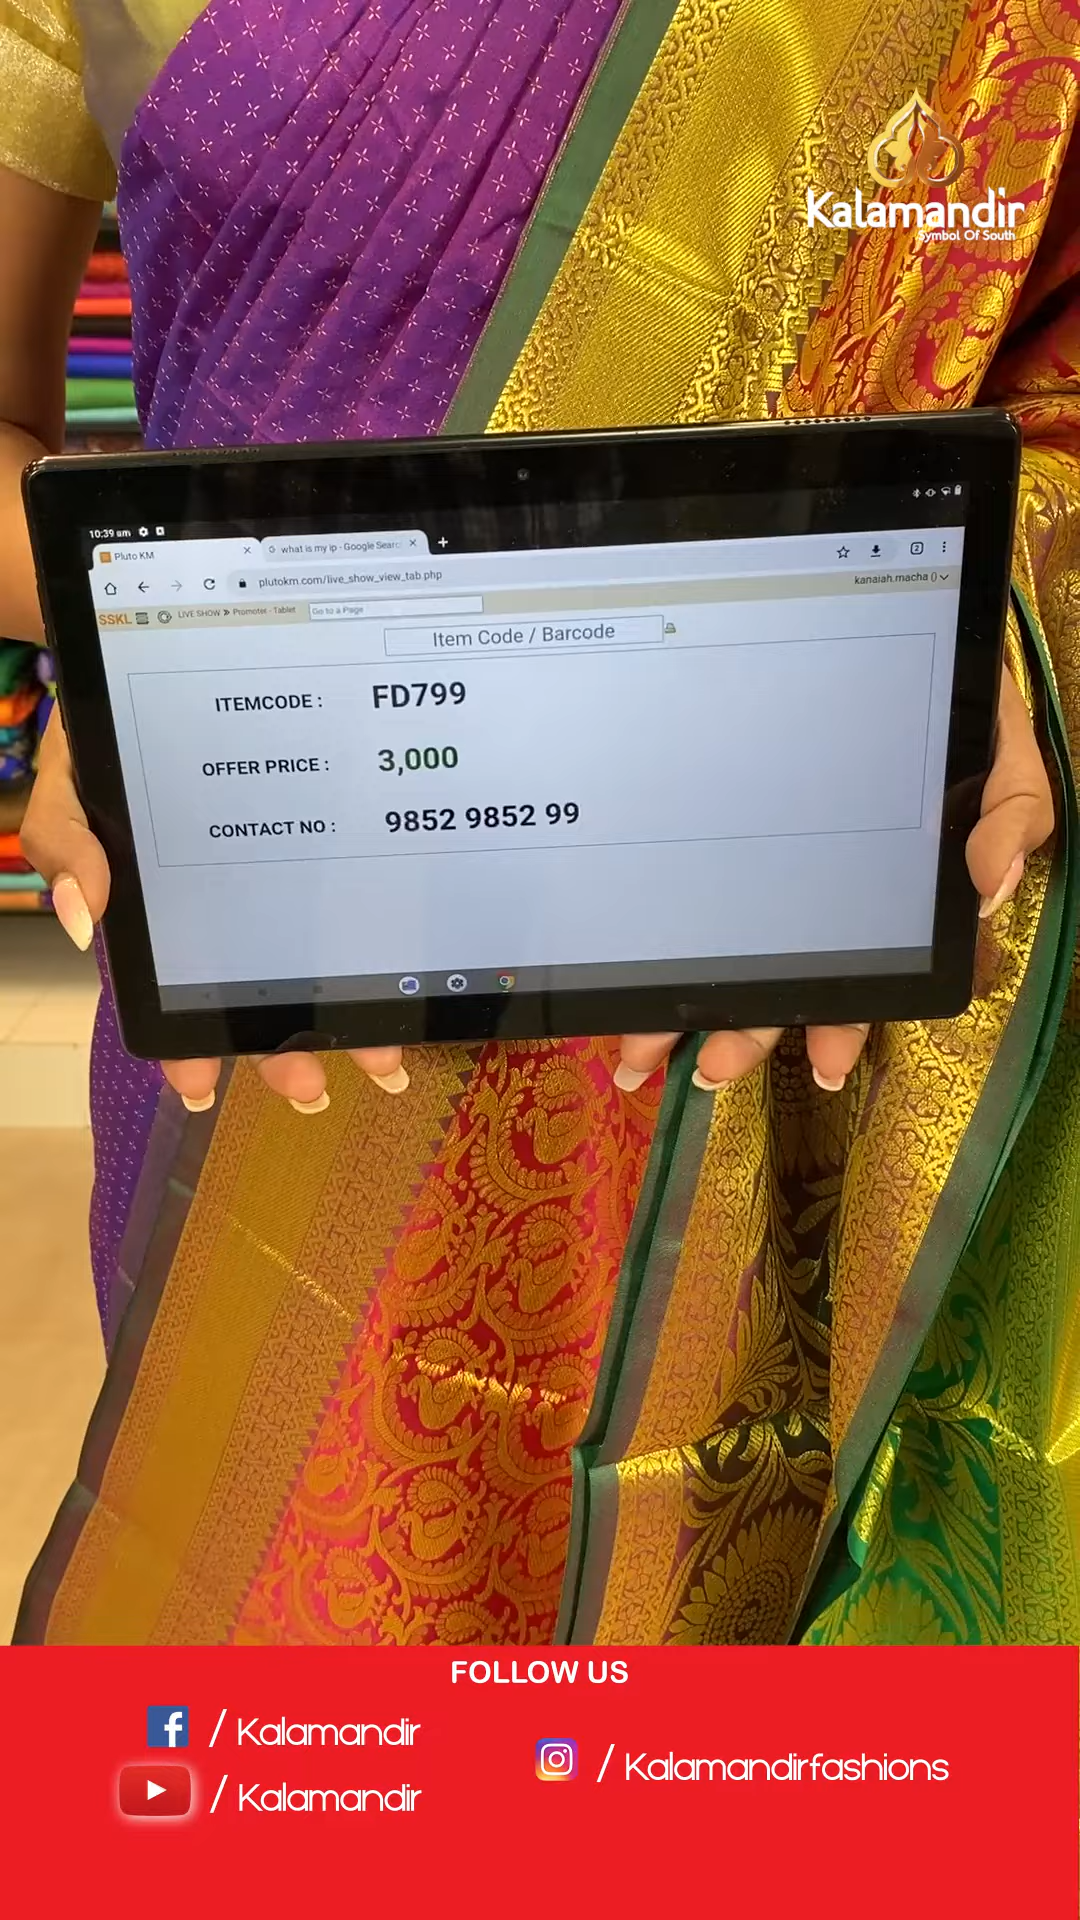 Kalamandir
Symbol Of South
10:39 am
Pluto KM
what is my ip - Google Searc
plutokm.com/live_show_view_tab.php
kanaiah.macha ()
SSKL
LIVE SHOW >> Promoter - Tablet
Go to a Page
Item Code / Barcode
ITEMCODE : FD799
OFFER PRICE : 3,000
CONTACT NO : 9852 9852 99
FOLLOW US
/ Kalamandir
/ Kalamandirfashions
/ Kalamandir